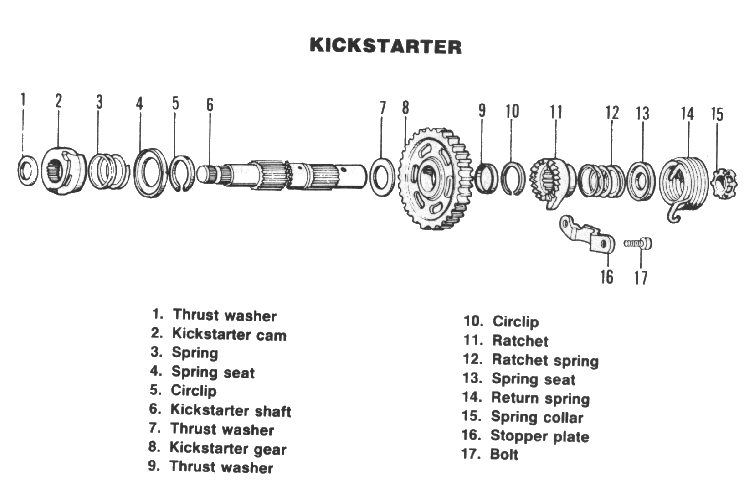 KICKSTARTER
1 2 3 4 5 6 7 8 9 10 11 12 13 14 15
16 17
1. Thrust washer
2. Kickstarter cam
3. Spring
4. Spring seat
5. Circlip
6. Kickstarter shaft
7. Thrust washer
8. Kickstarter gear
9. Thrust washer
10. Circlip
11. Ratchet
12. Ratchet spring
13. Spring seat
14. Return spring
15. Spring collar
16. Stopper plate
17. Bolt